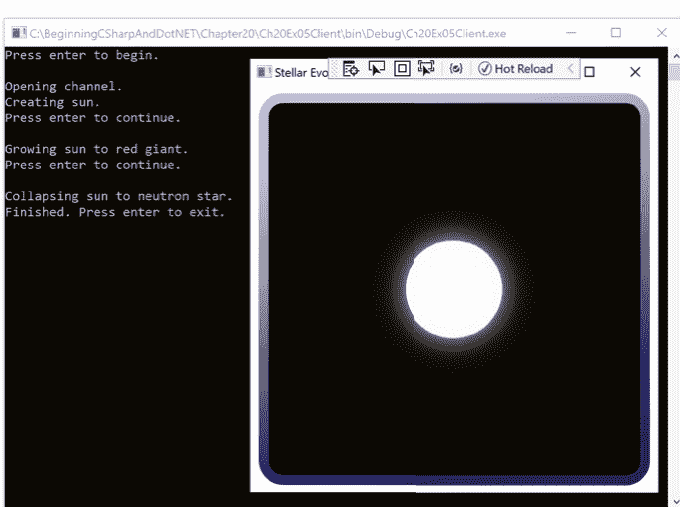 C:\BeginningCSharpAndDotNET\Chapter20\Ch20Ex05Client\bin\Debug\Ch20Ex05Client.exe
Press enter to begin.
Stellar Evo
Hot Reload
Opening channel.
Creating sun.
Press enter to continue.
Growing sun to red giant.
Press enter to continue.
Collapsing sun to neutron star.
Finished. Press enter to exit.